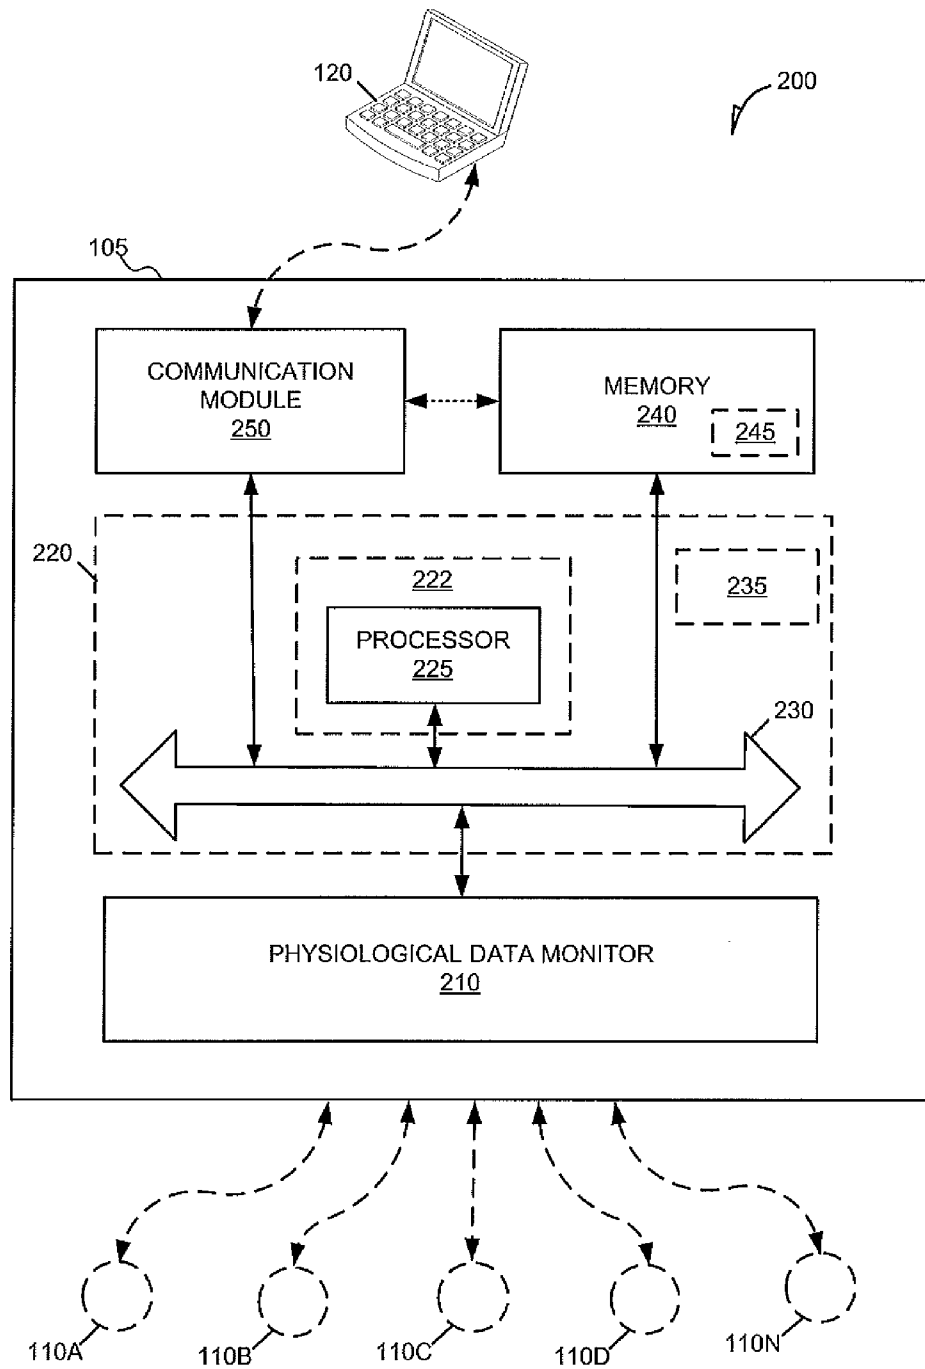 120
200
105
COMMUNICATION
MODULE
250
MEMORY
240
245
220
222
235
PROCESSOR
225
230
PHYSIOLOGICAL DATA MONITOR
210
110A
110B
110C
110D
110N